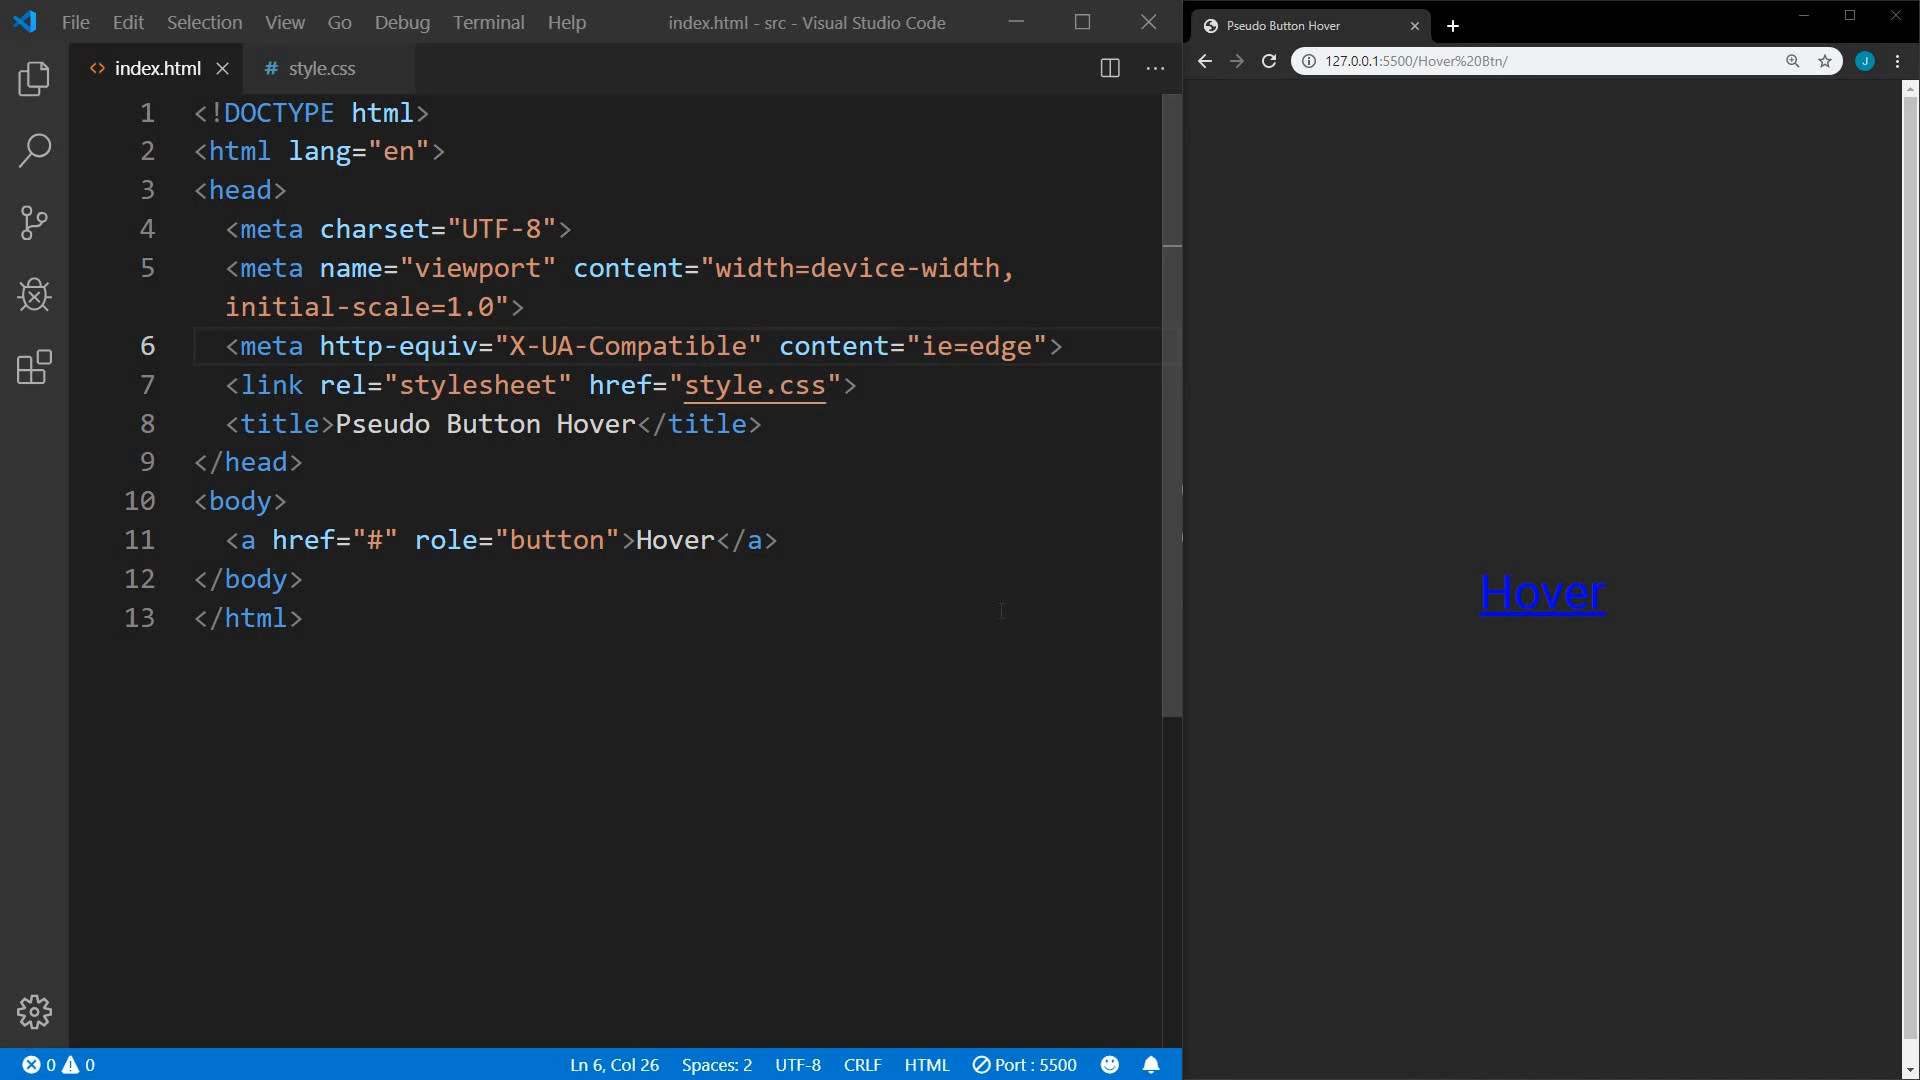 File Edit Selection View Go Debug Terminal Help index.html - src - Visual Studio Code
index.html # style.css
1 <!DOCTYPE html>
2 <html lang="en">
3 <head>
4 <meta charset="UTF-8">
5 <meta name="viewport" content="width=device-width,
initial-scale=1.0">
6 <meta http-equiv="X-UA-Compatible" content="ie=edge">
7 <link rel="stylesheet" href="style.css">
8 <title>Pseudo Button Hover</title>
9 </head>
10 <body>
11 <a href="#" role="button">Hover</a>
12 </body>
13 </html>
0 0 Ln 6, Col 26 Spaces: 2 UTF-8 CRLF HTML Port : 5500
Pseudo Button Hover
127.0.0.1:5500/Hover%20Btn/ J
Hover